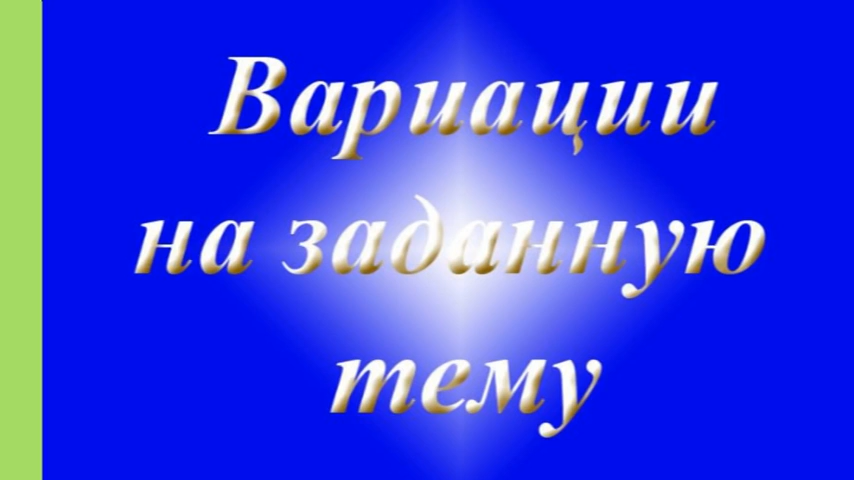 Вариации
на заданную
тему